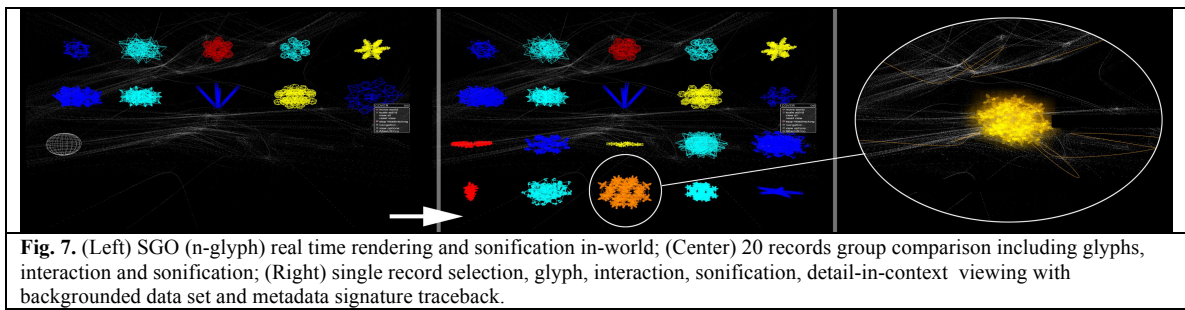 Fig. 7. (Left) SGO (n-glyph) real time rendering and sonification in-world; (Center) 20 records group comparison including glyphs,
interaction and sonification; (Right) single record selection, glyph, interaction, sonification, detail-in-context viewing with
backgrounded data set and metadata signature traceback.